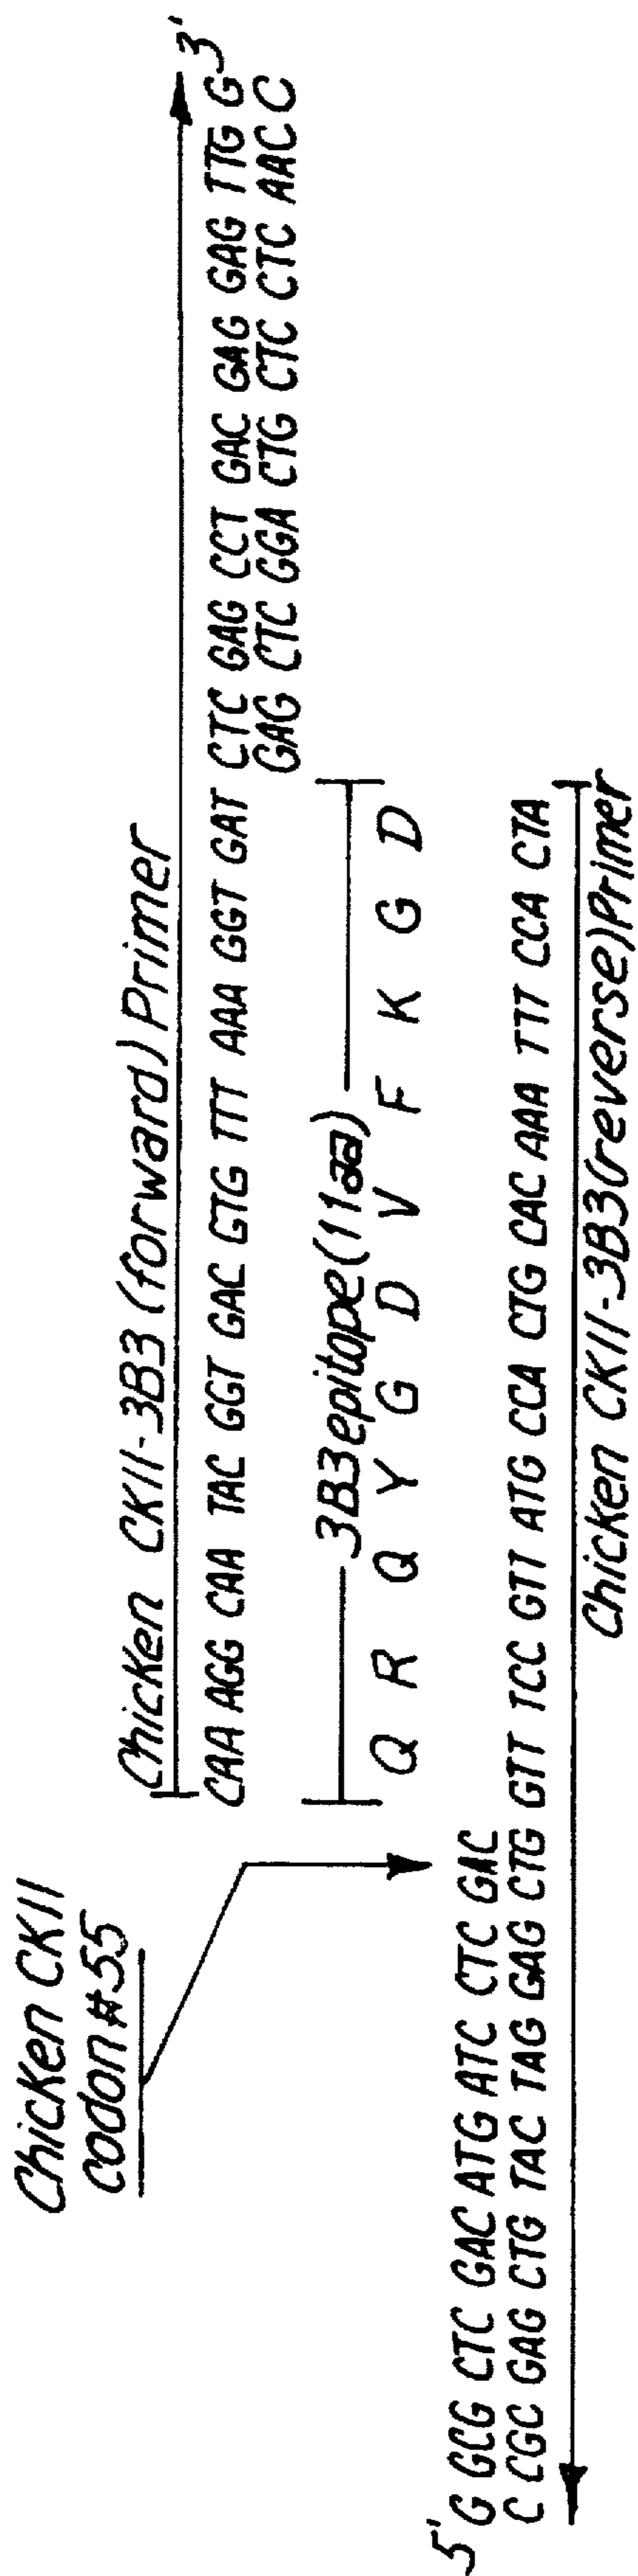 Chicken CKII
codon #55
Chicken CKII-3B3 (forward) Primer
3'
CAA AGG CAA TAC GGT GAC GTG TTT AAA GGT GAT CTC GAG CCT GAC GAG GAG TTG G
GAG CTC GGA CTG CTC CTC AAC C
3B3 epitope (11aa)
Q R Q Y G D V F K G D
5'
G GCG CTC GAC ATG ATC CTC GAC
C CGC GAG CTG TAC TAG GAG CTG GTT TCC GTT ATG CCA CTG CAC AAA TTT CCA CTA
Chicken CKII-3B3 (reverse) Primer